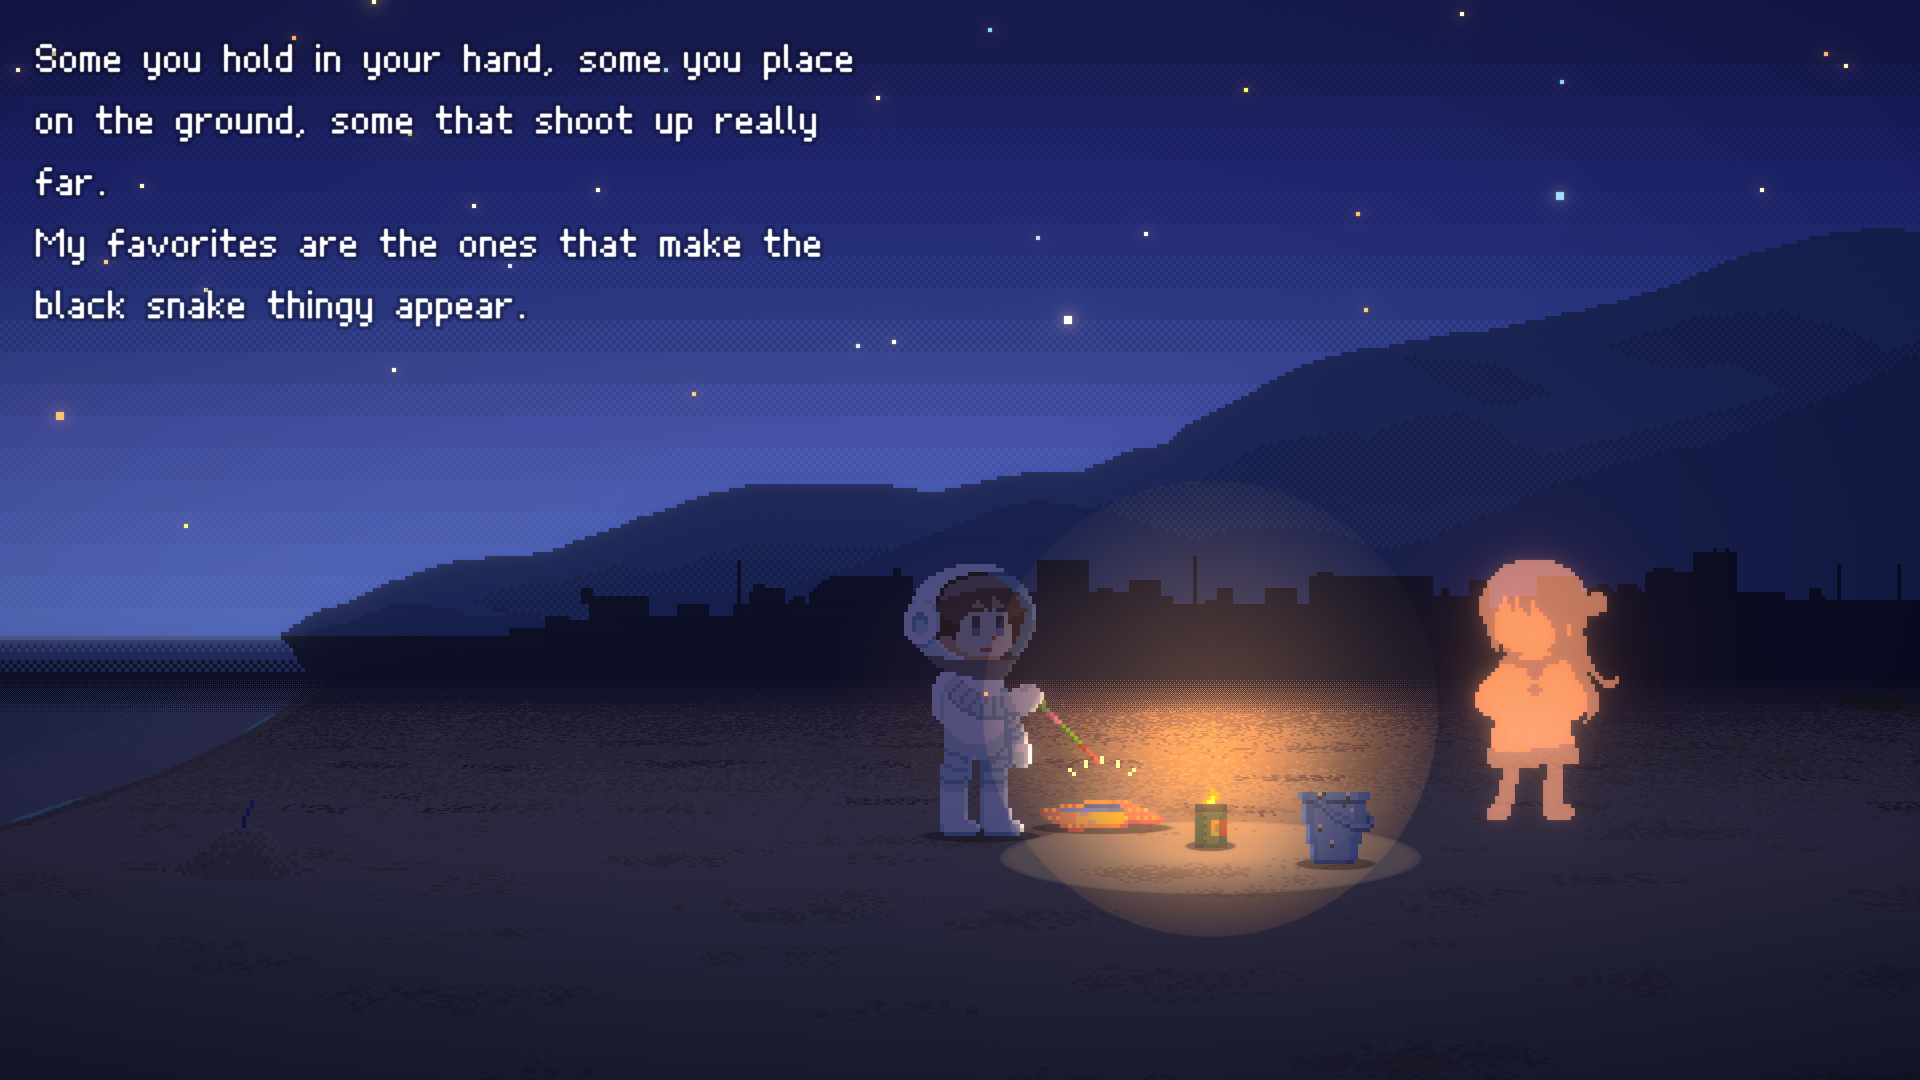 Some you hold in your hand, some you place
on the ground, some that shoot up really
far.
My favorites are the ones that make the
black snake thingy appear.